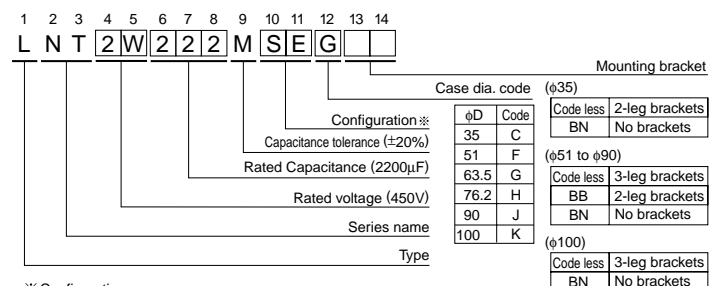 1 2 3 4 5 6 7 8 9 10 11 12 13 14
L N T 2 W 2 2 2 M S E G
Mounting bracket
Case dia. code
Configuration※
Capacitance tolerance (±20%)
Rated Capacitance (2200μF)
Rated voltage (450V)
Series name
Type
ϕD Code
35 C
51 F
63.5 G
76.2 H
90 J
100 K
(ϕ35)
Code less 2-leg brackets
BN No brackets
(ϕ51 to ϕ90)
Code less 3-leg brackets
BB 2-leg brackets
BN No brackets
(ϕ100)
Code less 3-leg brackets
BN No brackets